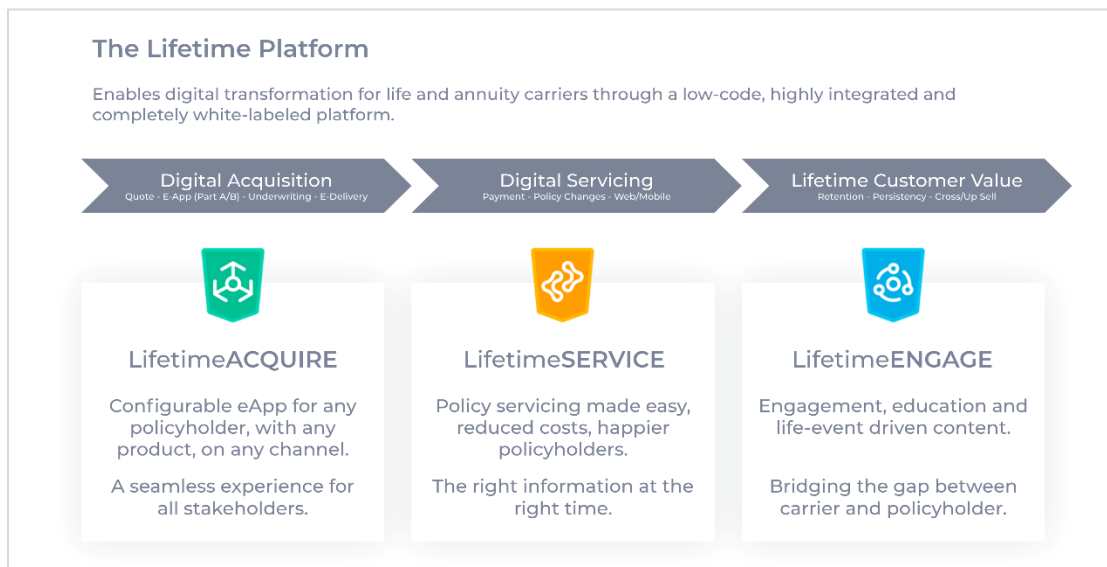 The Lifetime Platform
Enables digital transformation for life and annuity carriers through a low-code, highly integrated and
completely white-labeled platform.
Digital Acquisition
Quote - E-App (Part A/B) - Underwriting - E-Delivery
Digital Servicing
Payment - Policy Changes - Web/Mobile
Lifetime Customer Value
Retention - Persistency - Cross/Up Sell
LifetimeACQUIRE
Configurable eApp for any
policyholder, with any
product, on any channel.
A seamless experience for
all stakeholders.
LifetimeSERVICE
Policy servicing made easy,
reduced costs, happier
policyholders.
The right information at the
right time.
LifetimeENGAGE
Engagement, education and
life-event driven content.
Bridging the gap between
carrier and policyholder.